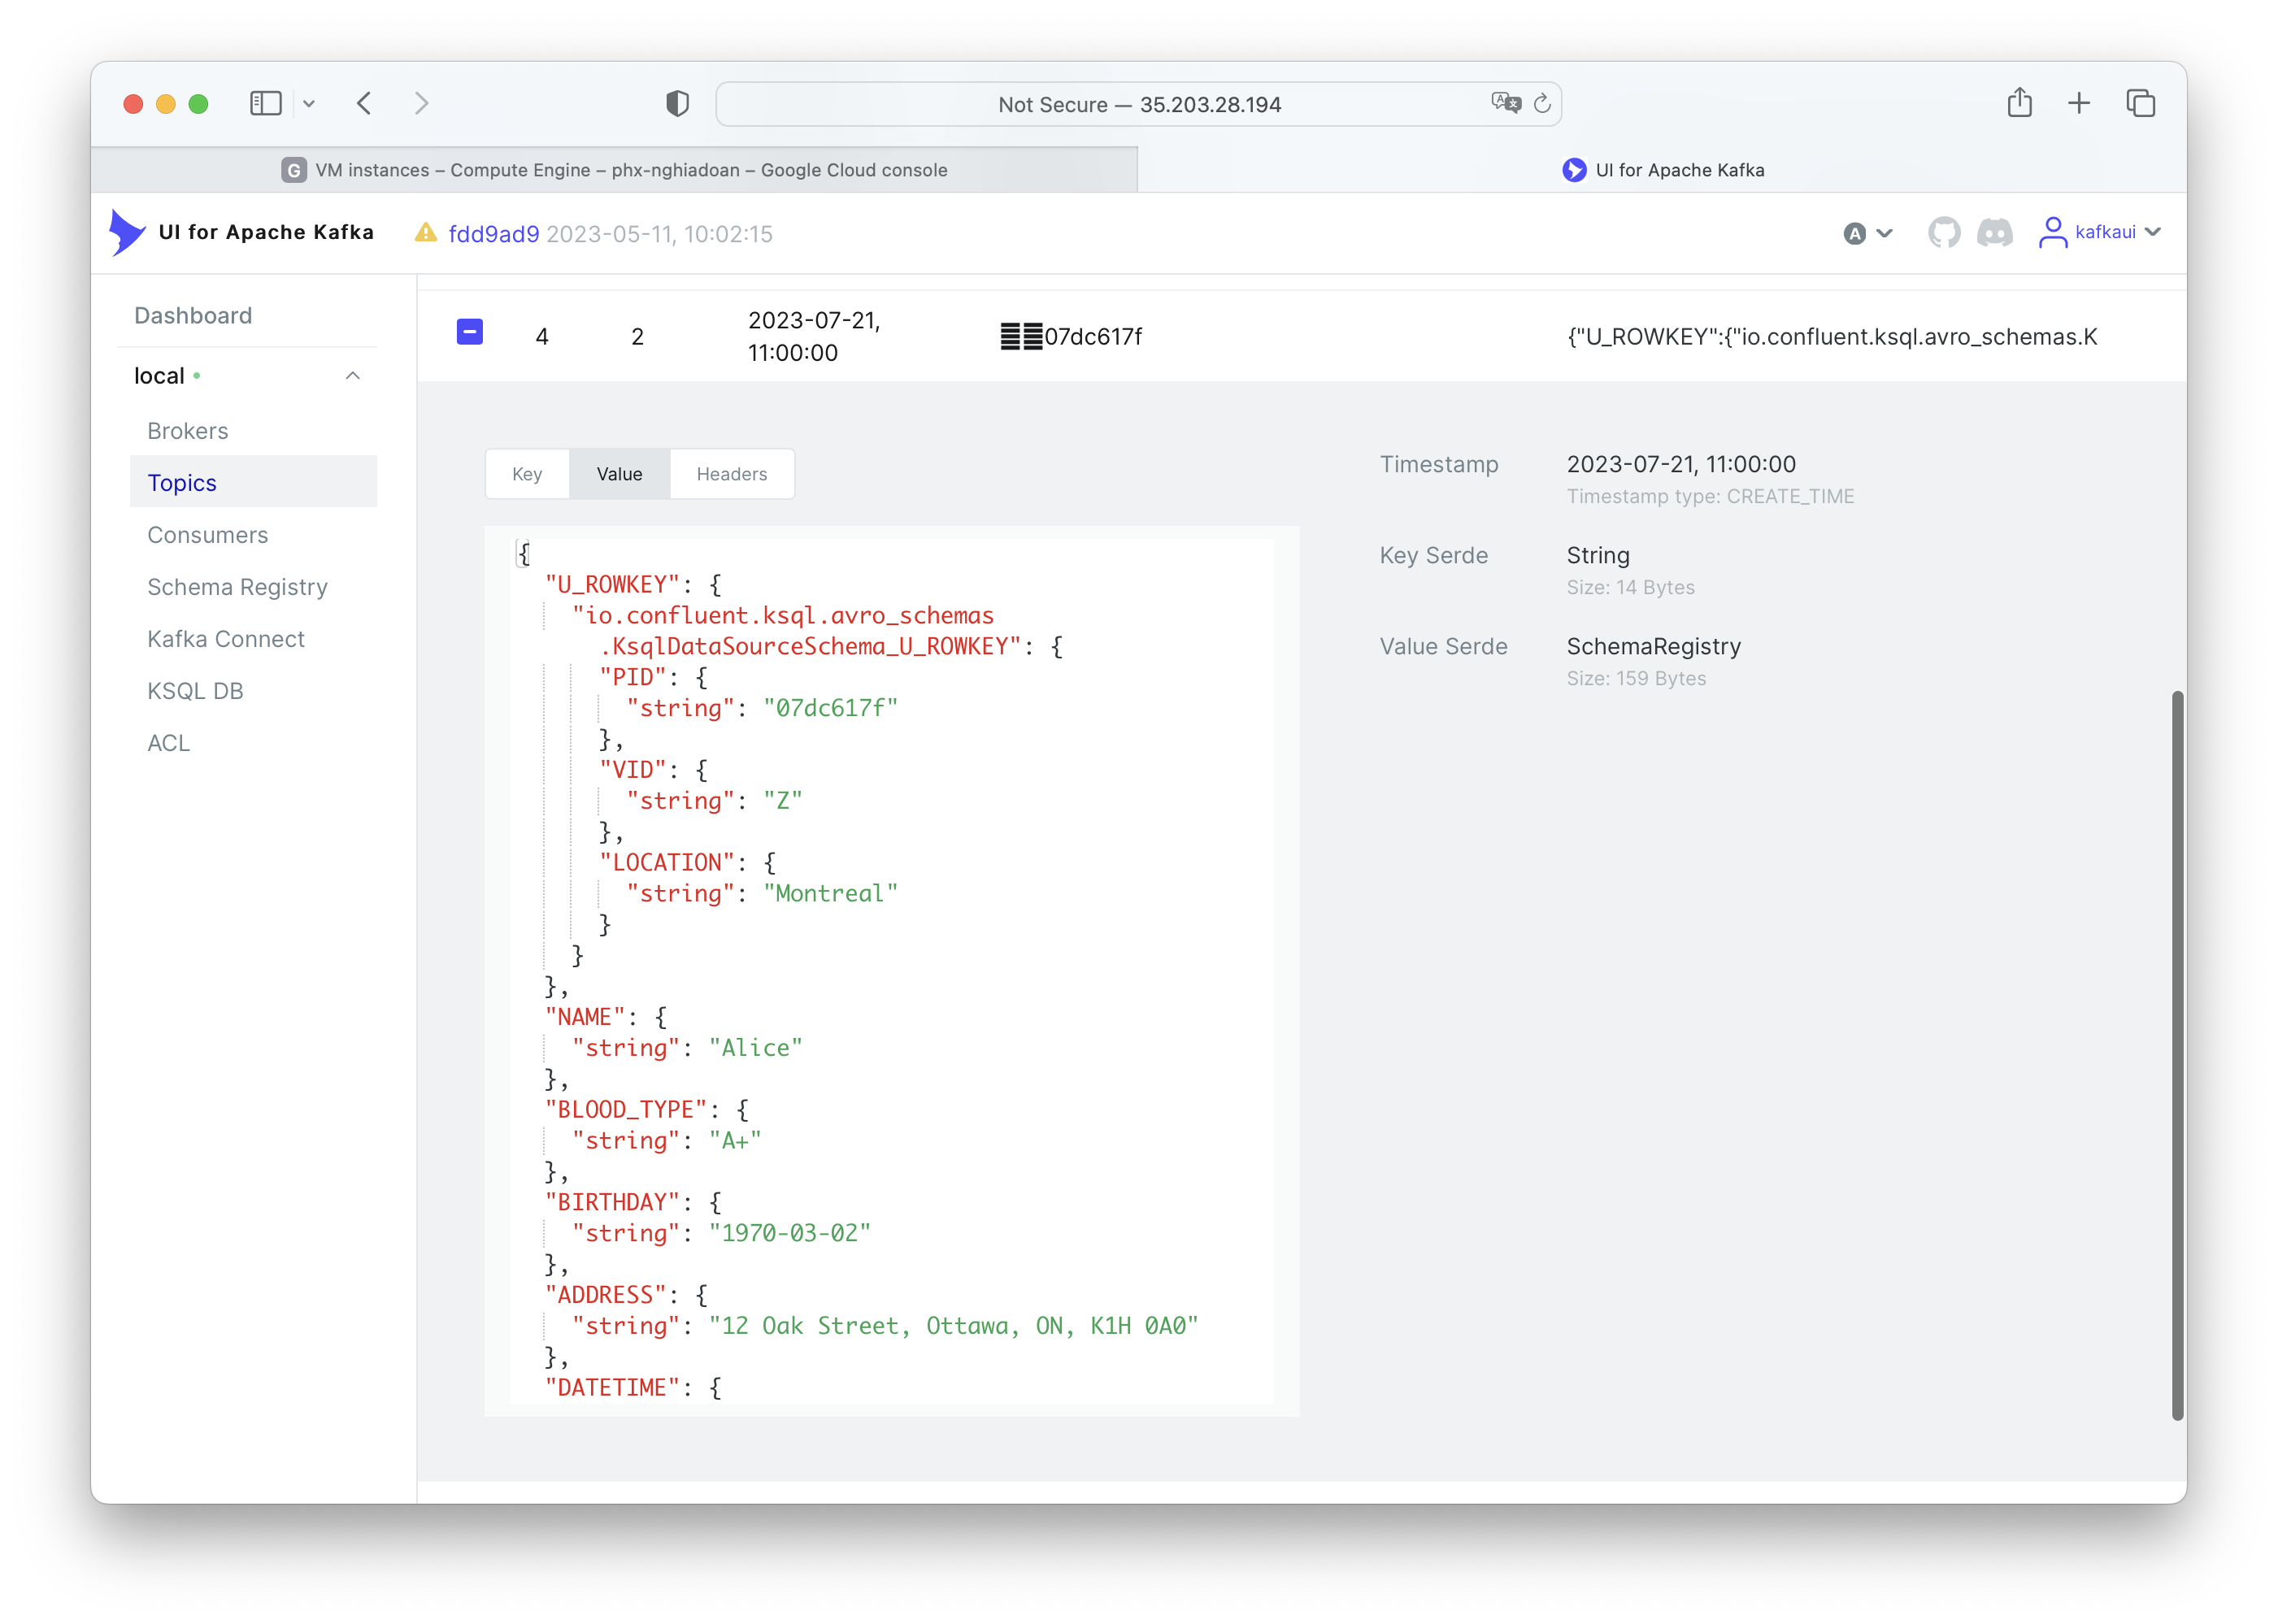 Not Secure — 35.203.28.194
G VM instances – Compute Engine – phx-nghiadoan – Google Cloud console
UI for Apache Kafka
UI for Apache Kafka
fdd9ad9 2023-05-11, 10:02:15
A
kafkaui
Dashboard
local
Brokers
Topics
Consumers
Schema Registry
Kafka Connect
KSQL DB
ACL
4
2
2023-07-21,
11:00:00
07dc617f
{"U_ROWKEY":{"io.confluent.ksql.avro_schemas.K
Key
Value
Headers
{
"U_ROWKEY": {
"io.confluent.ksql.avro_schemas
.KsqlDataSourceSchema_U_ROWKEY": {
"PID": {
"string": "07dc617f"
},
"VID": {
"string": "Z"
},
"LOCATION": {
"string": "Montreal"
}
}
},
"NAME": {
"string": "Alice"
},
"BLOOD_TYPE": {
"string": "A+"
},
"BIRTHDAY": {
"string": "1970-03-02"
},
"ADDRESS": {
"string": "12 Oak Street, Ottawa, ON, K1H 0A0"
},
"DATETIME": {
Timestamp
2023-07-21, 11:00:00
Timestamp type: CREATE_TIME
Key Serde
String
Size: 14 Bytes
Value Serde
SchemaRegistry
Size: 159 Bytes